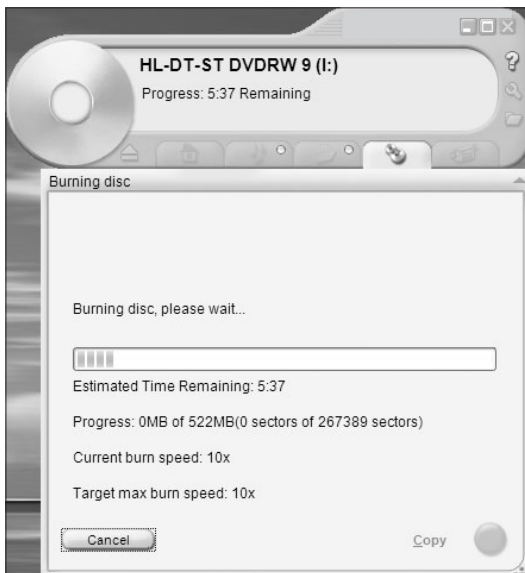 HL-DT-ST DVDRW 9 (I:)
Progress: 5:37 Remaining
?
Burning disc
Burning disc, please wait...
Estimated Time Remaining: 5:37
Progress: 0MB of 522MB(0 sectors of 267389 sectors)
Current burn speed: 10x
Target max burn speed: 10x
Cancel
Copy